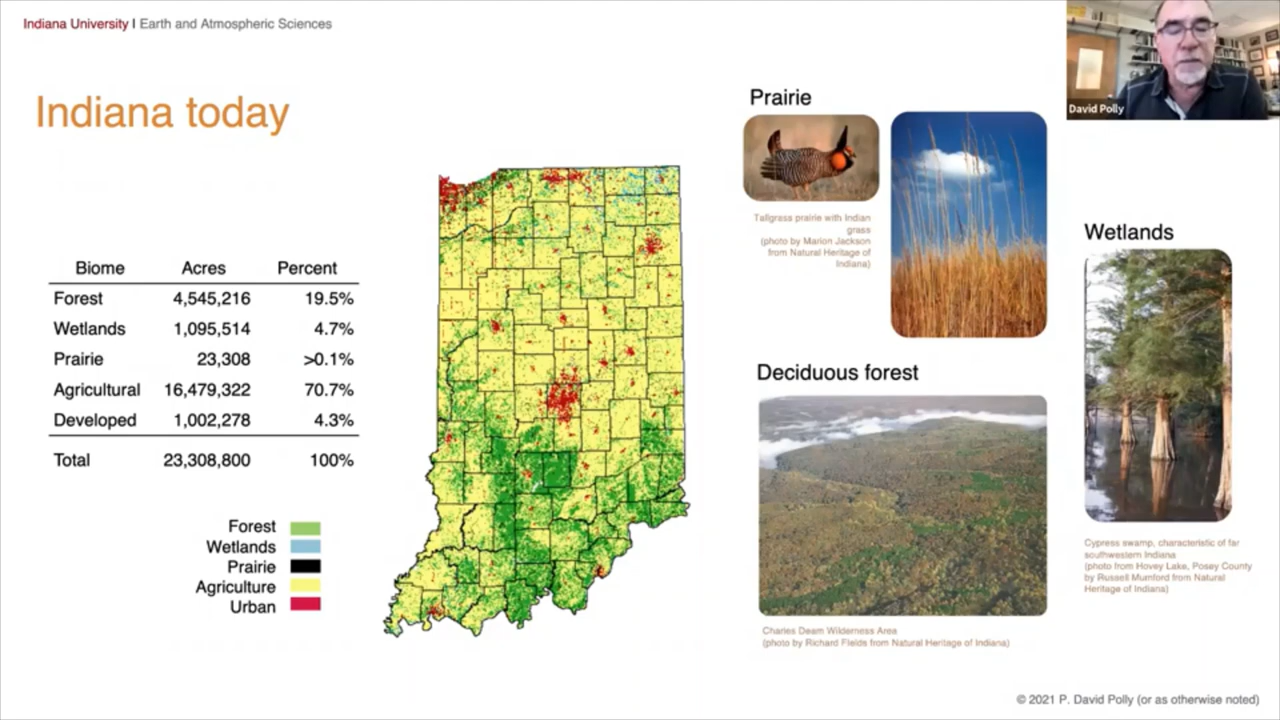 Indiana University I Earth and Atmospheric Sciences
Indiana today
Biome Acres Percent
Forest 4,545,216 19.5%
Wetlands 1,095,514 4.7%
Prairie 23,308 >0.1%
Agricultural 16,479,322 70.7%
Developed 1,002,278 4.3%
Total 23,308,800 100%
Forest
Wetlands
Prairie
Agriculture
Urban
Prairie
Tallgrass prairie with Indian
grass
(photo by Marion Jackson
from Natural Heritage of
Indiana)
Deciduous forest
Charles Deam Wilderness Area
(photo by Richard Fields from Natural Heritage of Indiana)
David Polly
Wetlands
Cypress swamp, characteristic of far
southwestern Indiana
(photo from Hovey Lake, Posey County
by Russell Mumford from Natural
Heritage of Indiana)
© 2021 P. David Polly (or as otherwise noted)